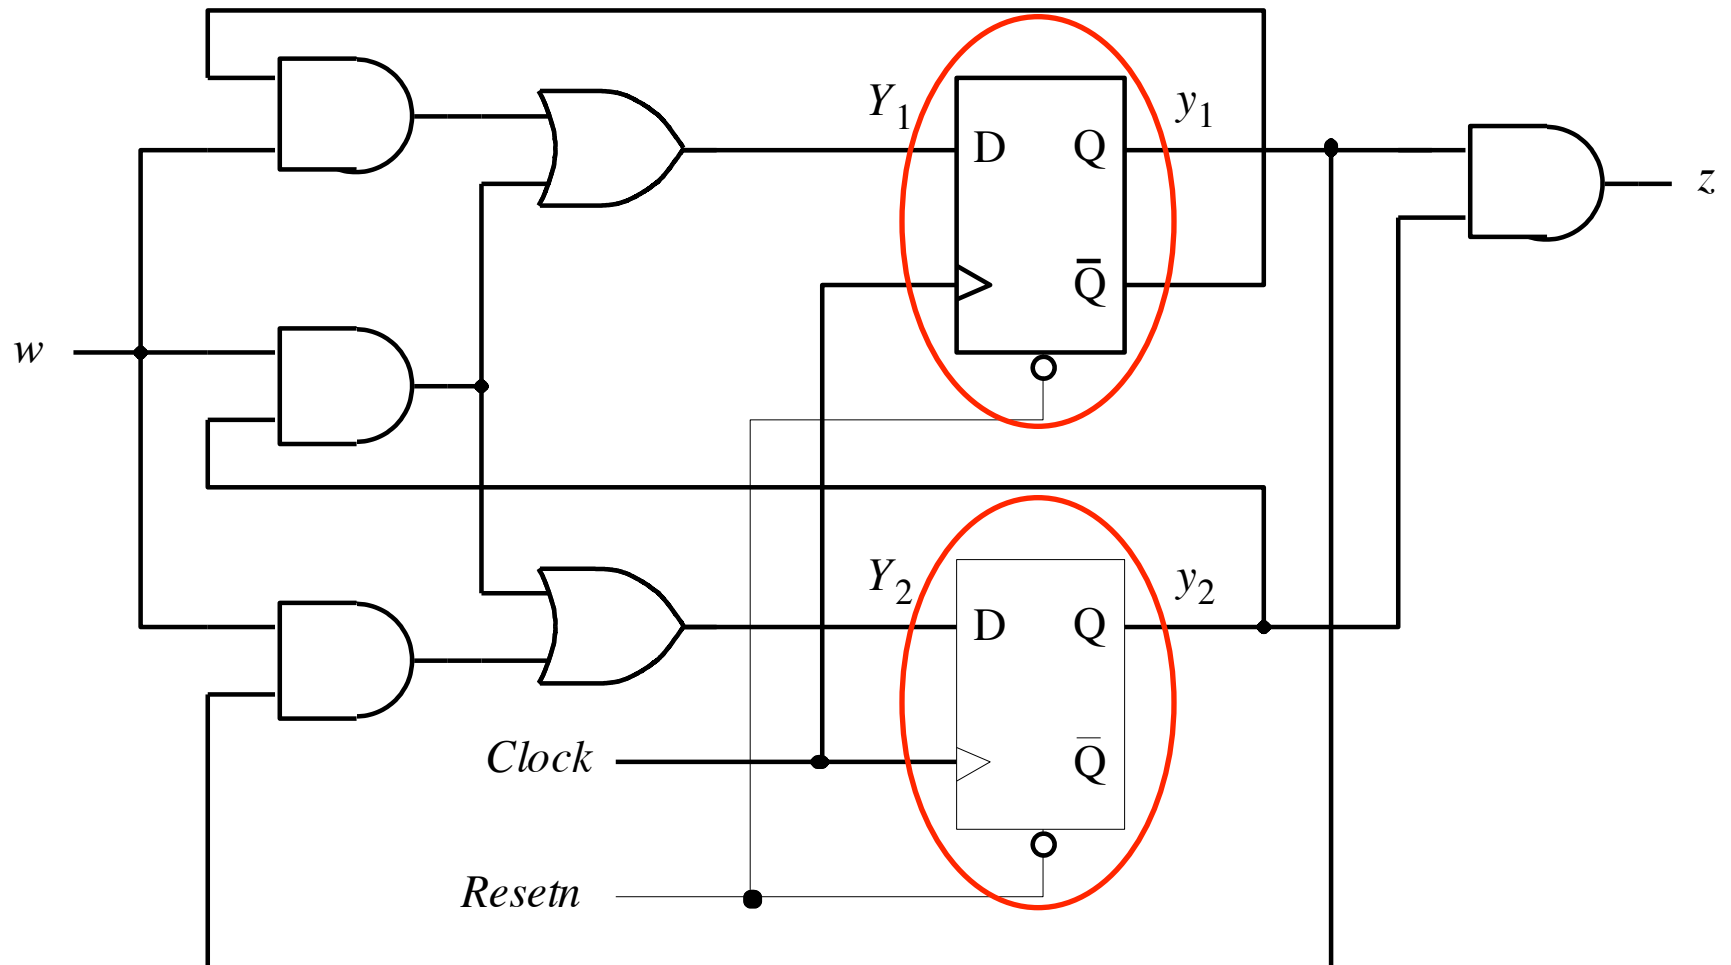 Y₁
y₁
D
Q
z
Q̅
w
Y₂
y₂
D
Q
Clock
Q̅
Resetn